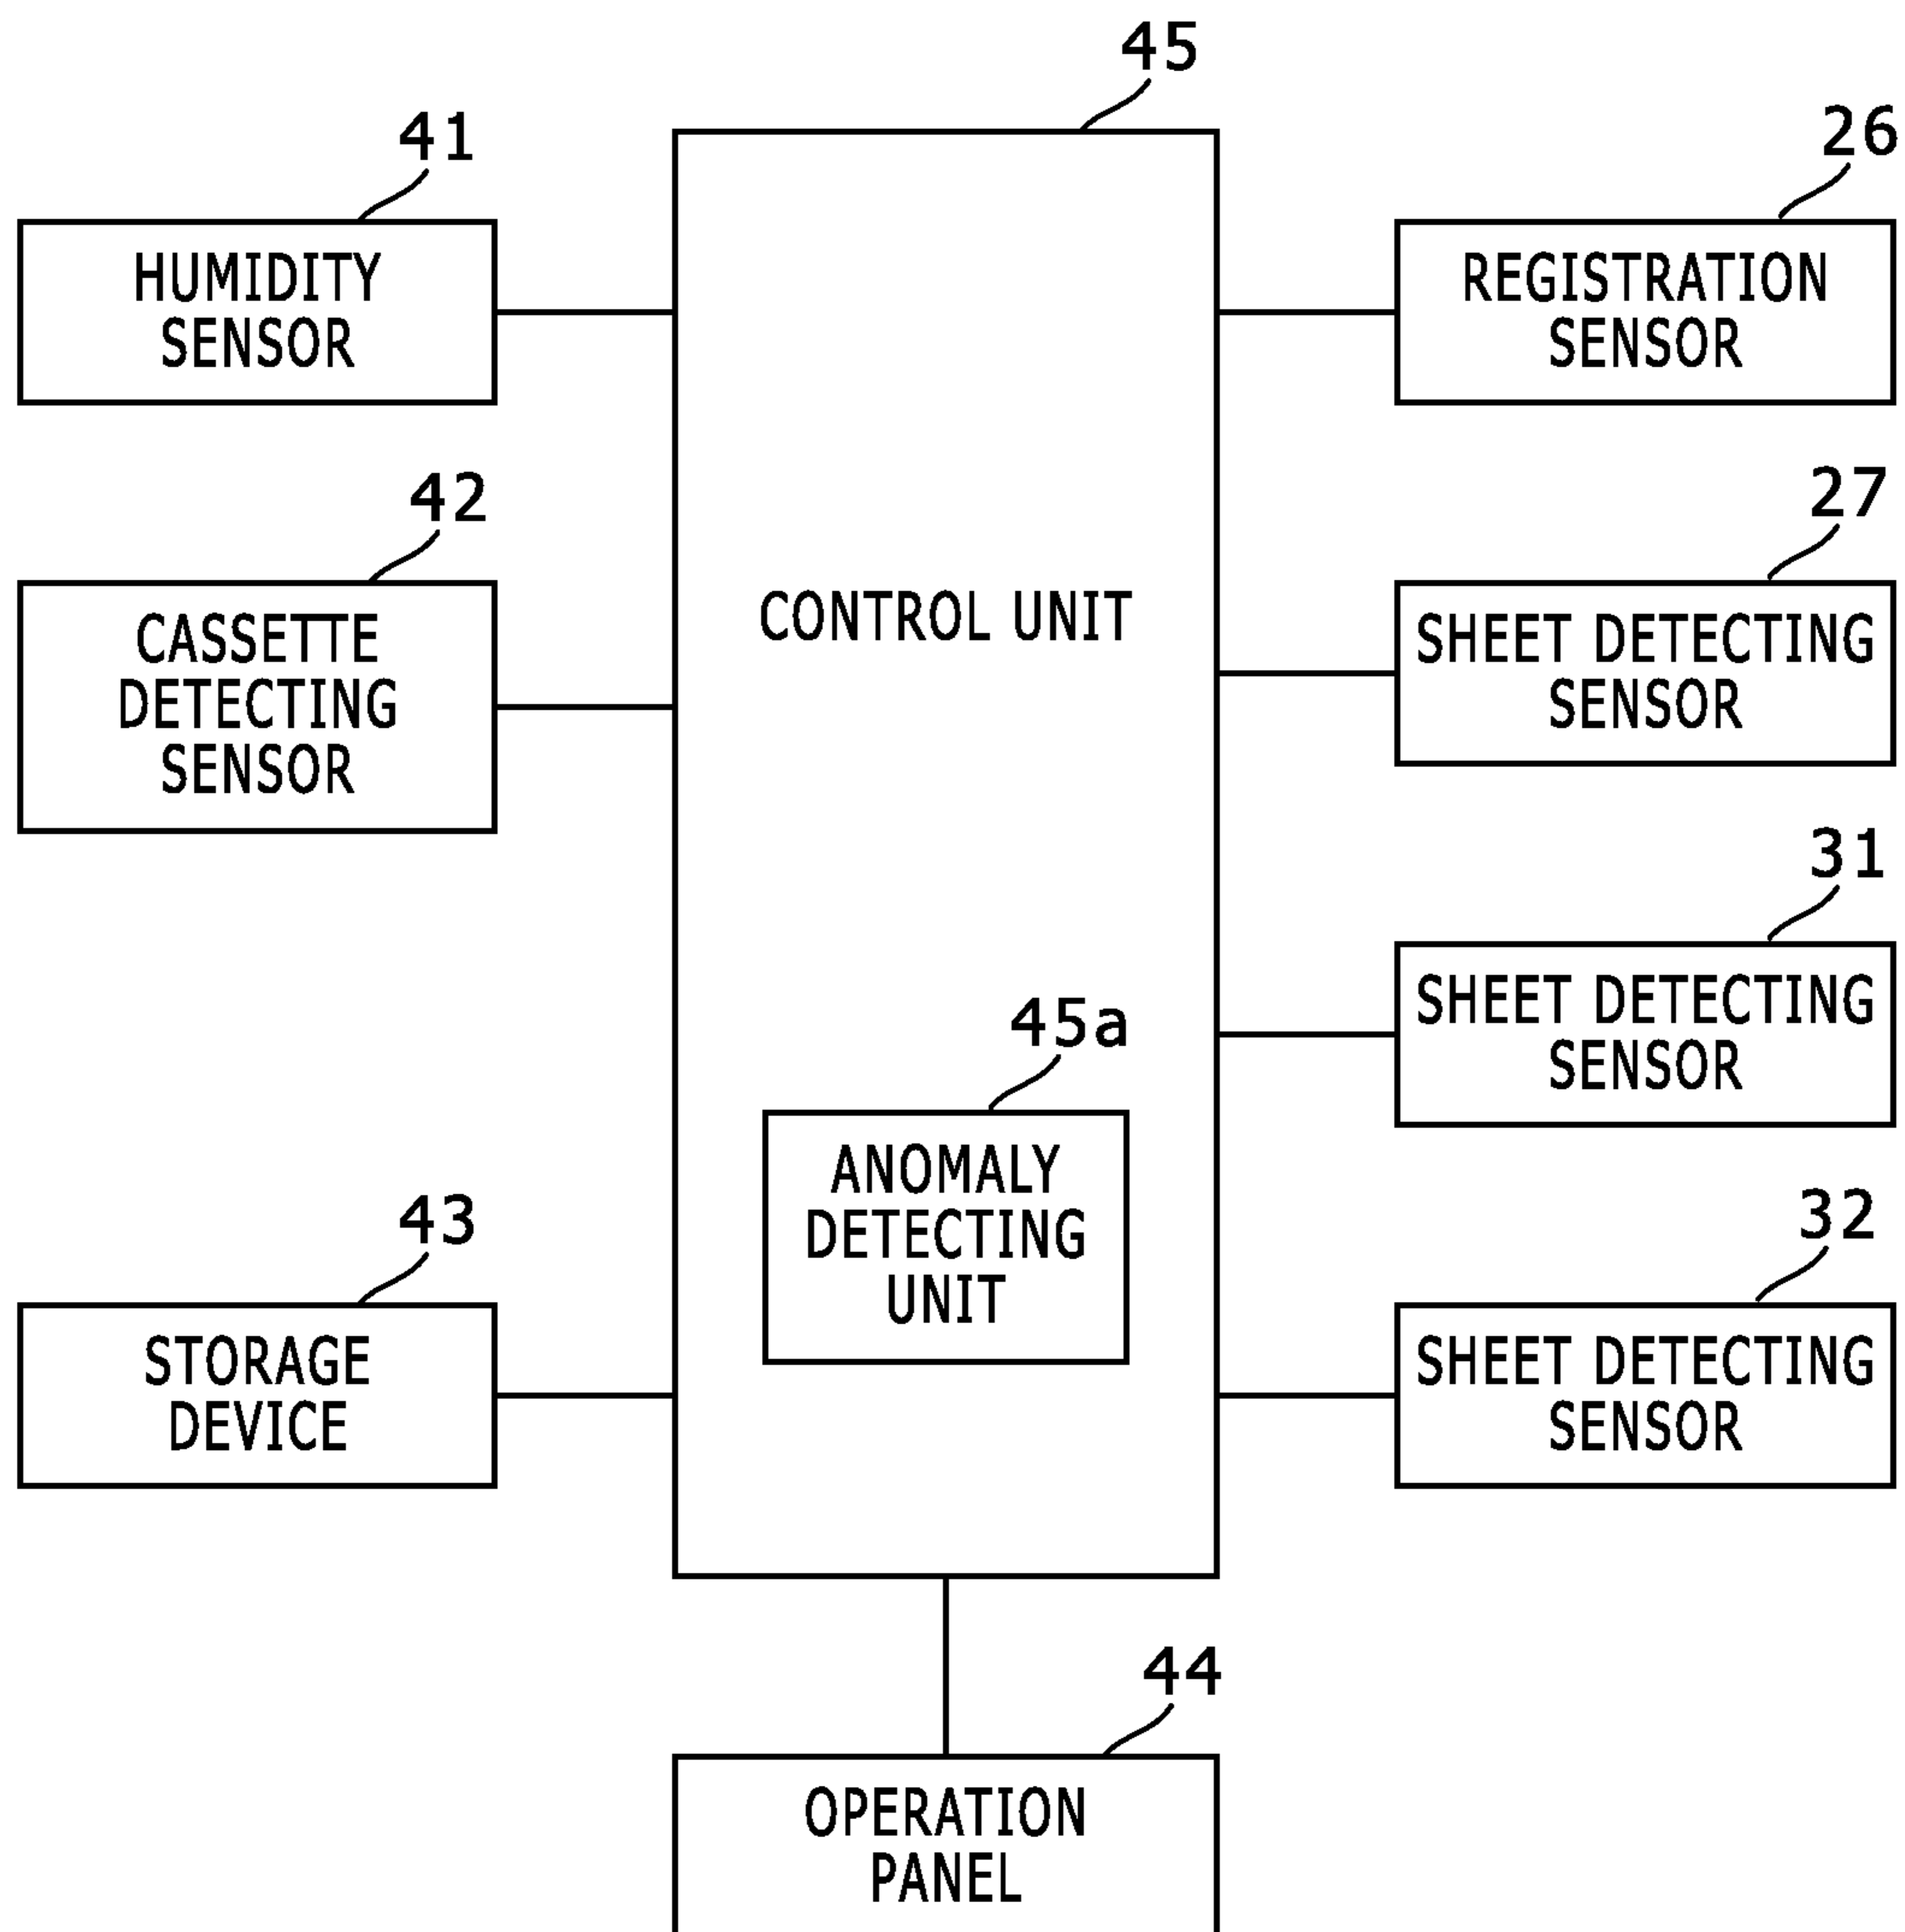 45
41
HUMIDITY
SENSOR
42
CASSETTE
DETECTING
SENSOR
43
STORAGE
DEVICE
CONTROL UNIT
45a
ANOMALY
DETECTING
UNIT
26
REGISTRATION
SENSOR
27
SHEET DETECTING
SENSOR
31
SHEET DETECTING
SENSOR
32
SHEET DETECTING
SENSOR
44
OPERATION
PANEL